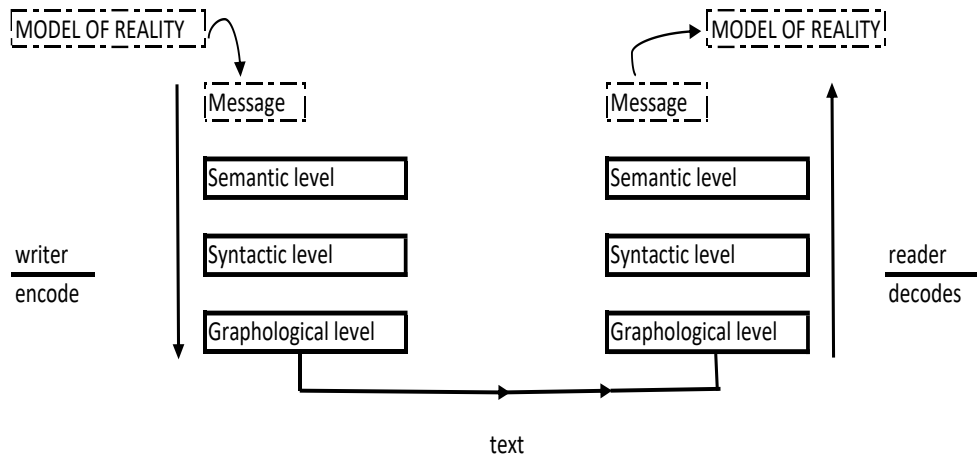 MODEL OF REALITY
MODEL OF REALITY
Message
Message
Semantic level
Semantic level
writer
Syntactic level
Syntactic level
reader
encode
decodes
Graphological level
Graphological level
text